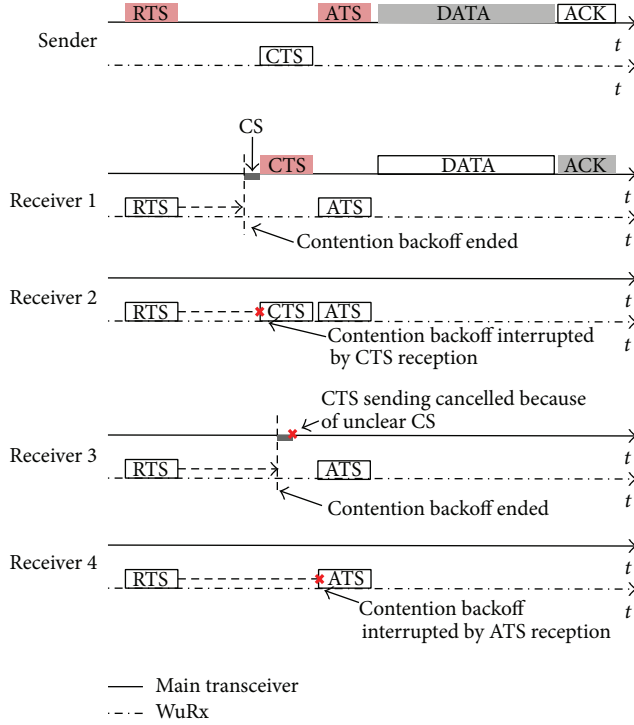 RTS ATS DATA ACK
Sender
t
CTS
t
CS
CTS DATA ACK
t
Receiver 1
RTS ATS
t
Contention backoff ended
t
Receiver 2
RTS CTS ATS
t
Contention backoff interrupted
by CTS reception
CTS sending cancelled because
of unclear CS
t
Receiver 3
RTS ATS
t
Contention backoff ended
t
Receiver 4
RTS ATS
t
Contention backoff
interrupted by ATS reception
Main transceiver
WuRx